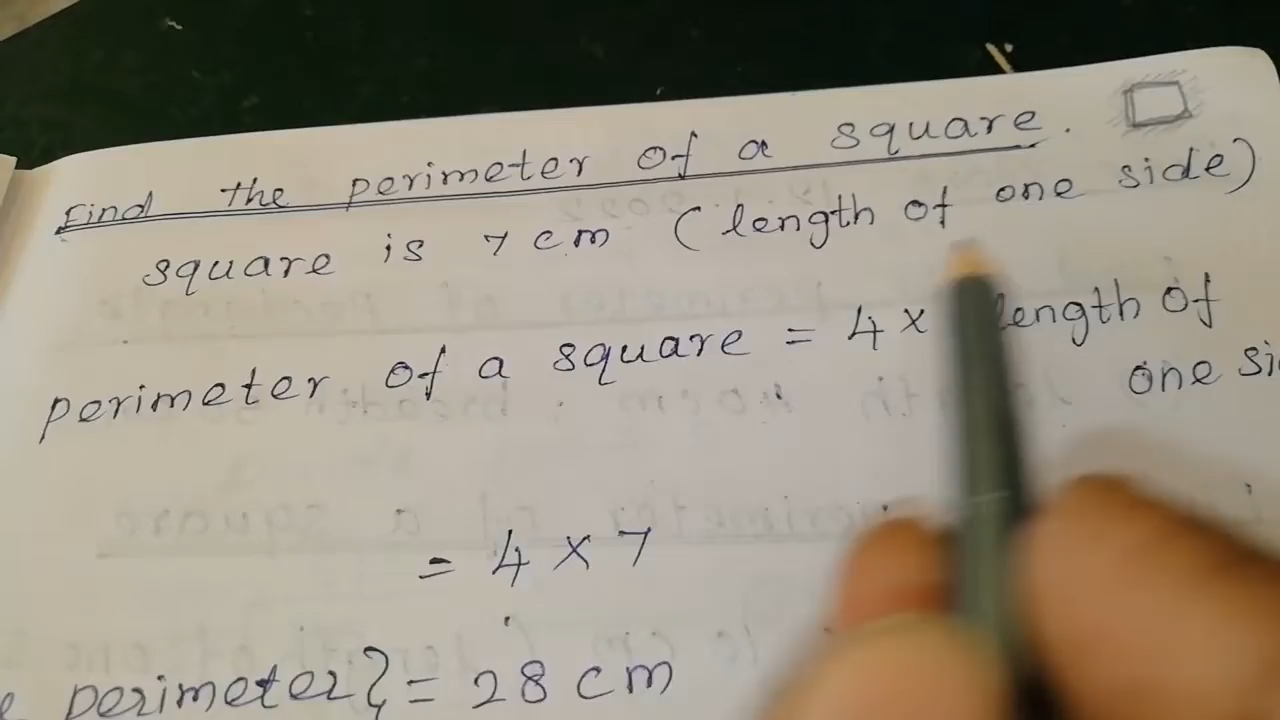 Find the perimeter of a square.
square is 7 cm (length of one side)
perimeter of a square = 4 × length of
one si
= 4 × 7
perimeter} = 28 cm